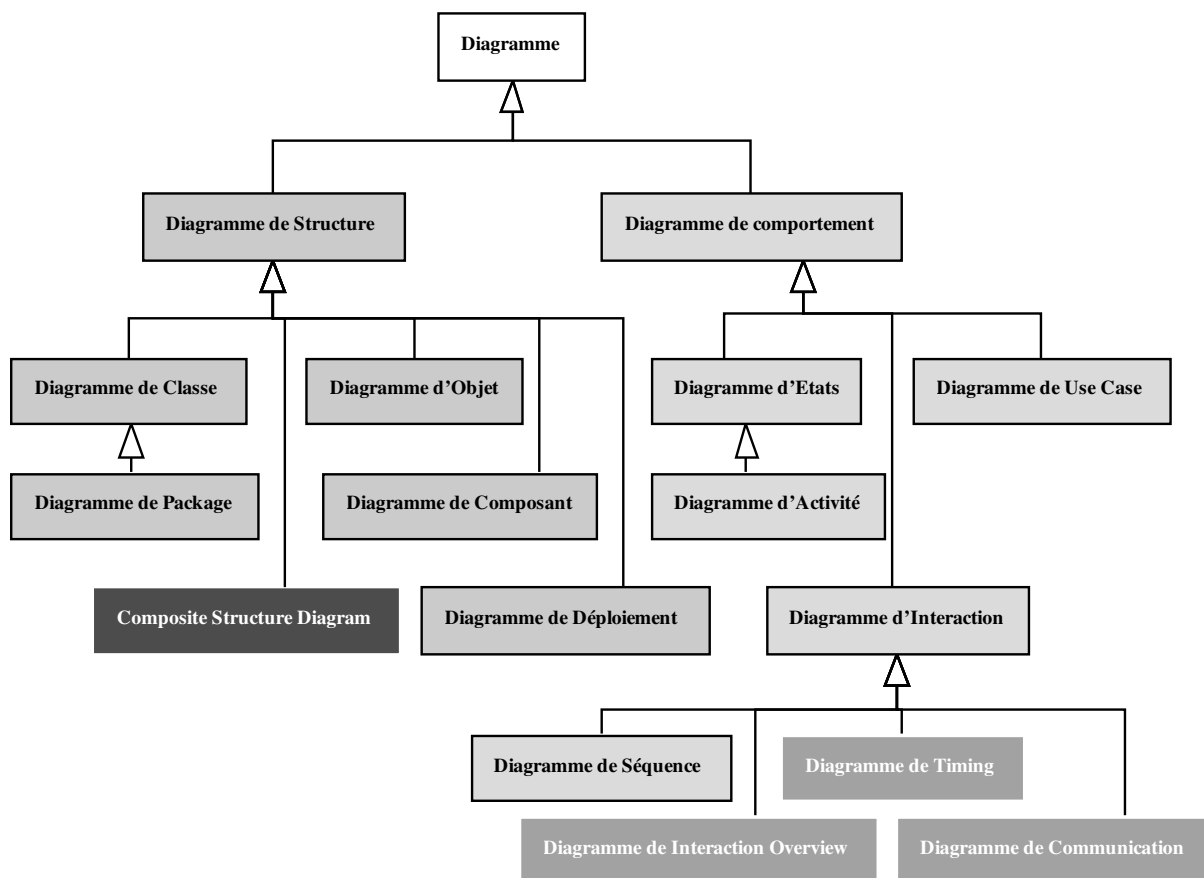 Diagramme
Diagramme de Structure
Diagramme de comportement
Diagramme de Classe
Diagramme d’Objet
Diagramme d’Etats
Diagramme de Use Case
Diagramme de Package
Diagramme de Composant
Diagramme d’Activité
Composite Structure Diagram
Diagramme de Déploiement
Diagramme d’Interaction
Diagramme de Séquence
Diagramme de Timing
Diagramme de Interaction Overview
Diagramme de Communication